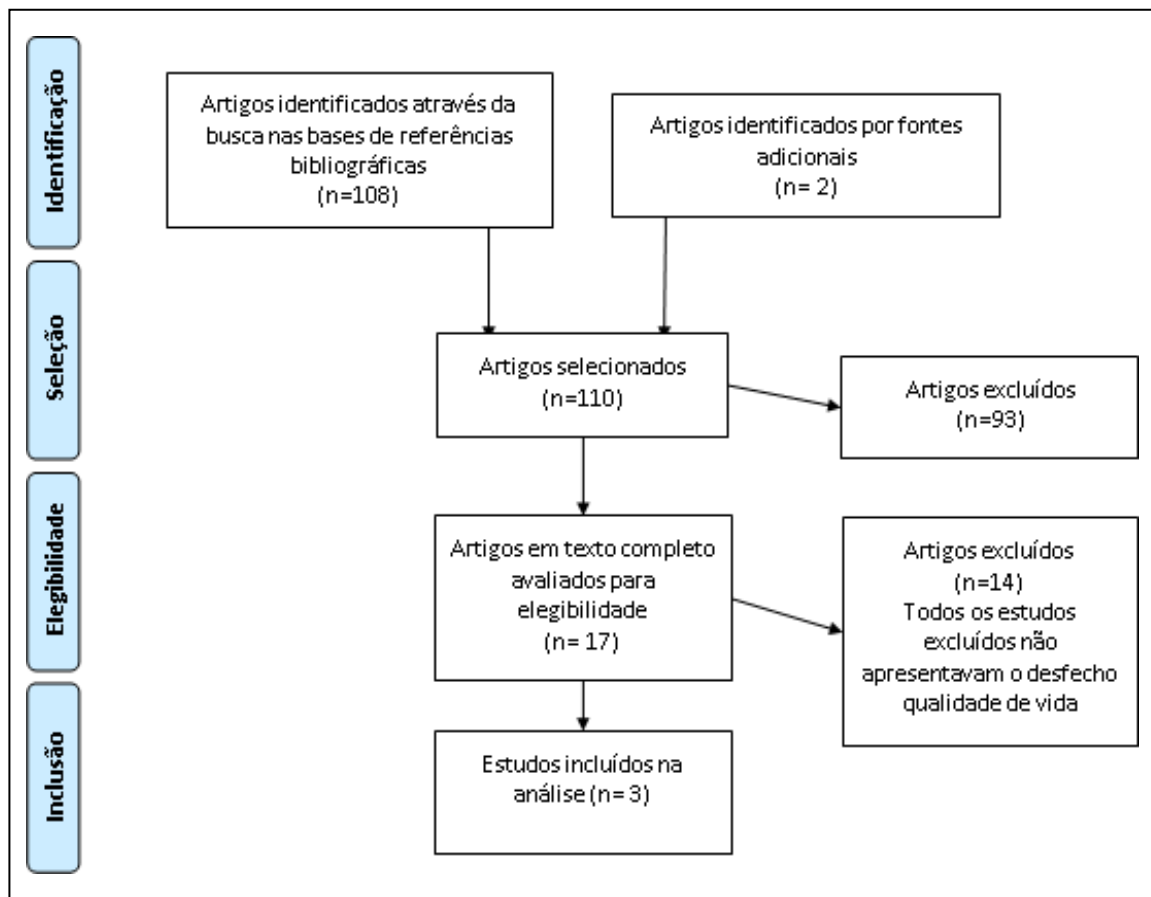 Identificação
Artigos identificados através da
busca nas bases de referências
bibliográficas
(n=108)
Artigos identificados por fontes
adicionais
(n= 2)
Seleção
Artigos selecionados
(n=110)
Artigos excluídos
(n=93)
Elegibilidade
Artigos em texto completo
avaliados para
elegibilidade
(n= 17)
Artigos excluídos
(n=14)
Todos os estudos
excluídos não
apresentavam o desfecho
qualidade de vida
Inclusão
Estudos incluídos na
análise (n= 3)